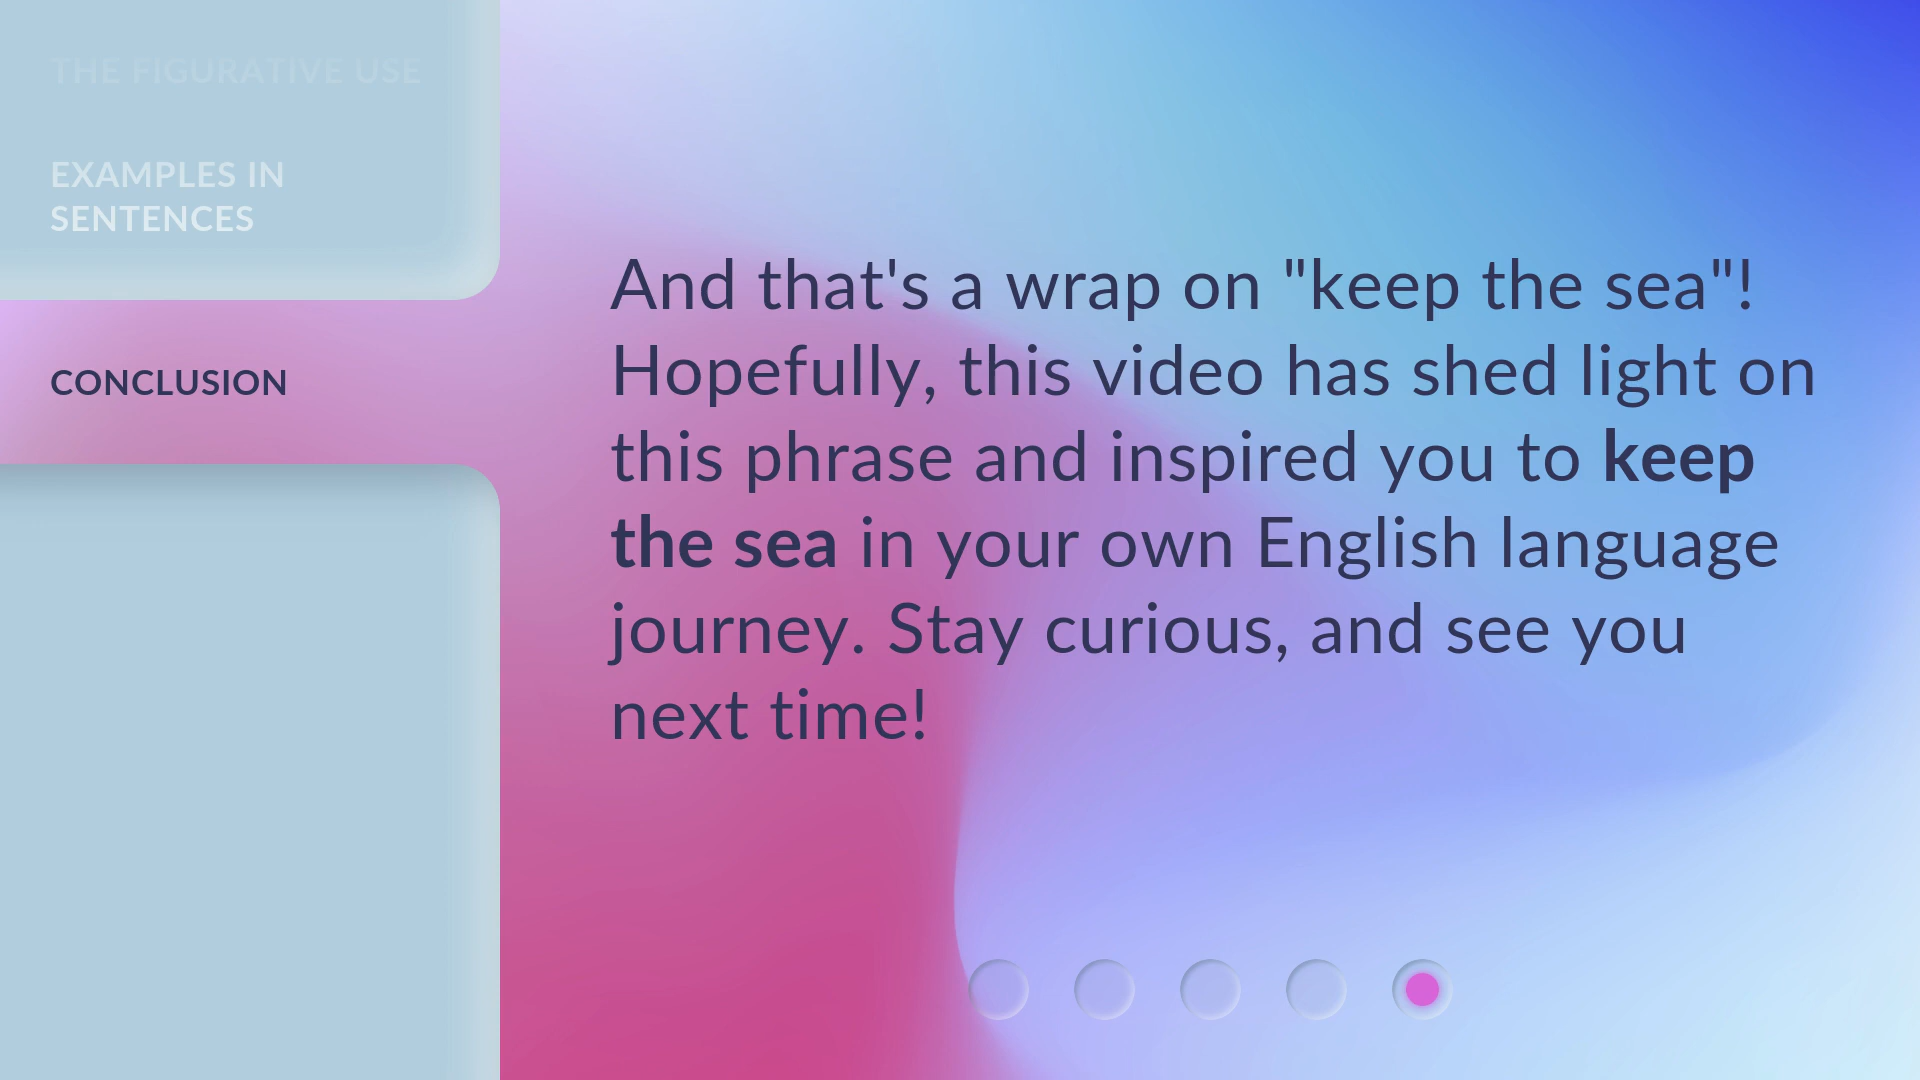 THE FIGURATIVE USE
EXAMPLES IN
SENTENCES
CONCLUSION
And that's a wrap on "keep the sea"!
Hopefully, this video has shed light on
this phrase and inspired you to keep
the sea in your own English language
journey. Stay curious, and see you
next time!